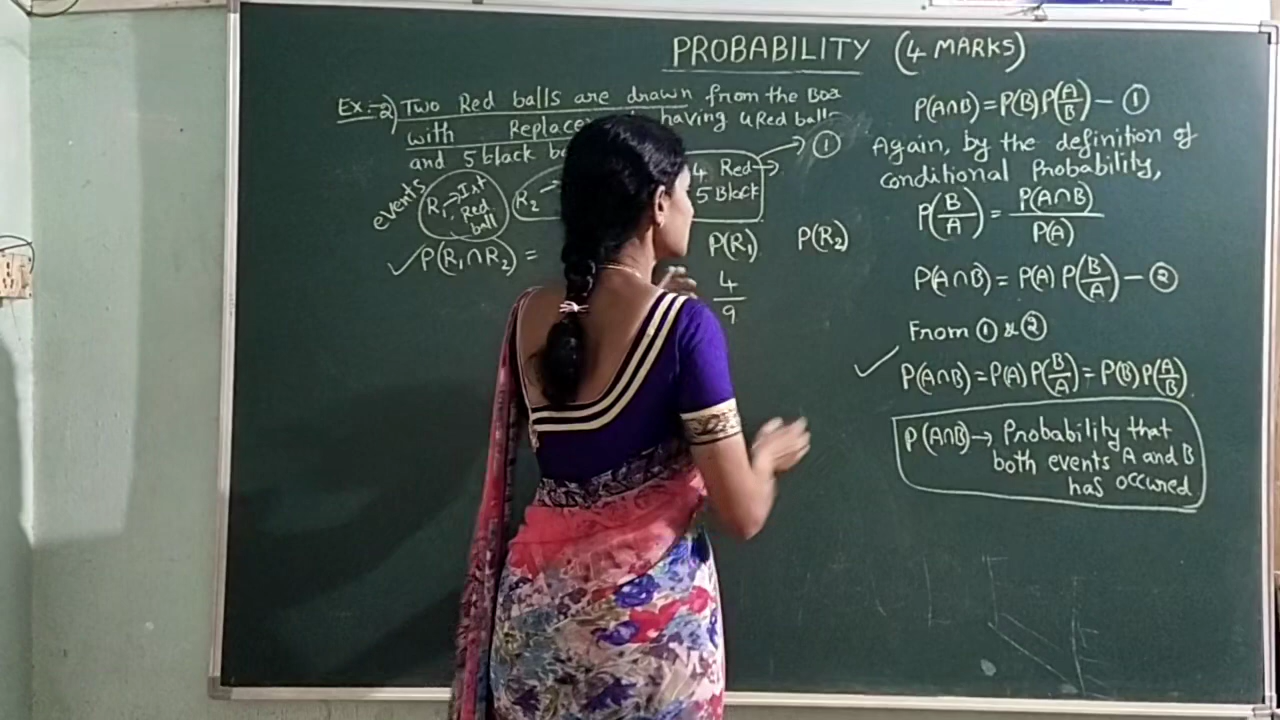 PROBABILITY (4 MARKS)
Ex-2) Two Red balls are drawn from the Box
with having 4 Red balls
and 5 black
events
R₁→Ist
Red
ball
R₂ →
4 Red →
5 Black
①
✓ P(R₁∩R₂) =
P(R₁) P(R₂)
4/9
P(A∩B) = P(B) P(A/B) — ①
Again, by the definition of
conditional Probability,
P(B/A) = P(A∩B)/P(A)
P(A∩B) = P(A) P(B/A) — ②
From ① & ②
✓ P(A∩B) = P(A) P(B/A) = P(B) P(A/B)
P(A∩B) → Probability that
both events A and B
has occured